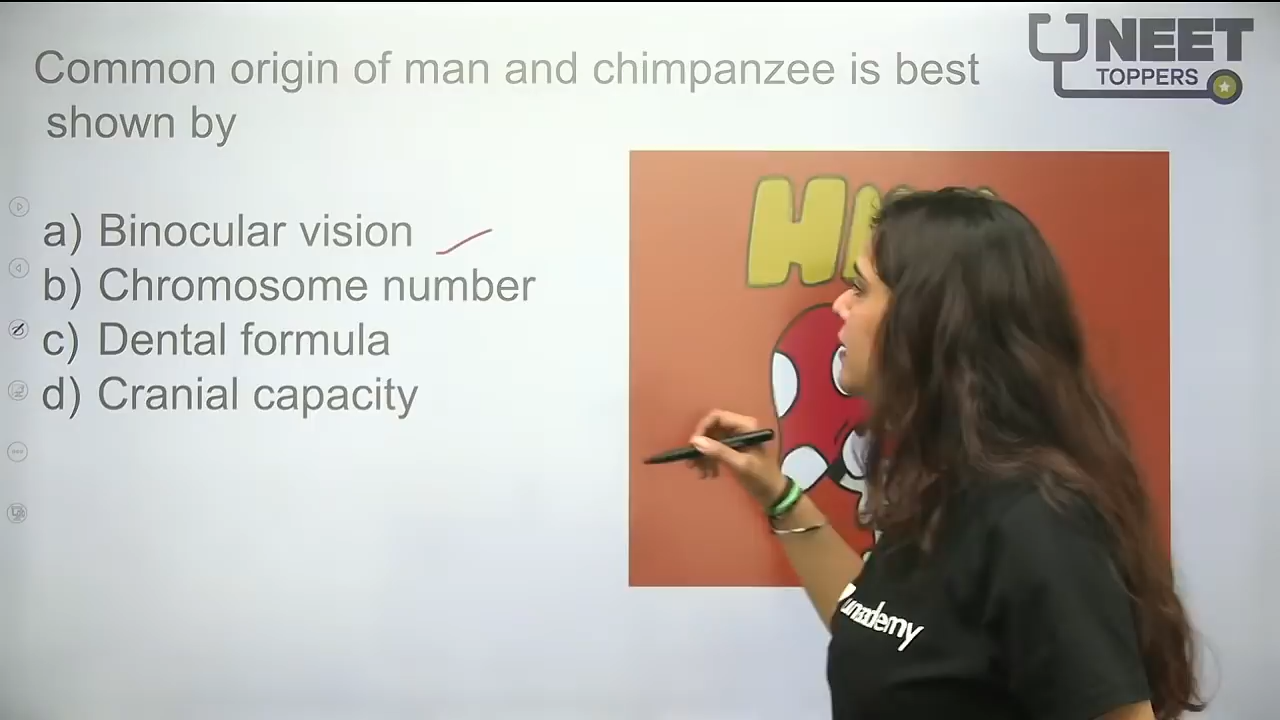 Common origin of man and chimpanzee is best
shown by
a) Binocular vision
b) Chromosome number
c) Dental formula
d) Cranial capacity
NEET
TOPPERS
unacademy